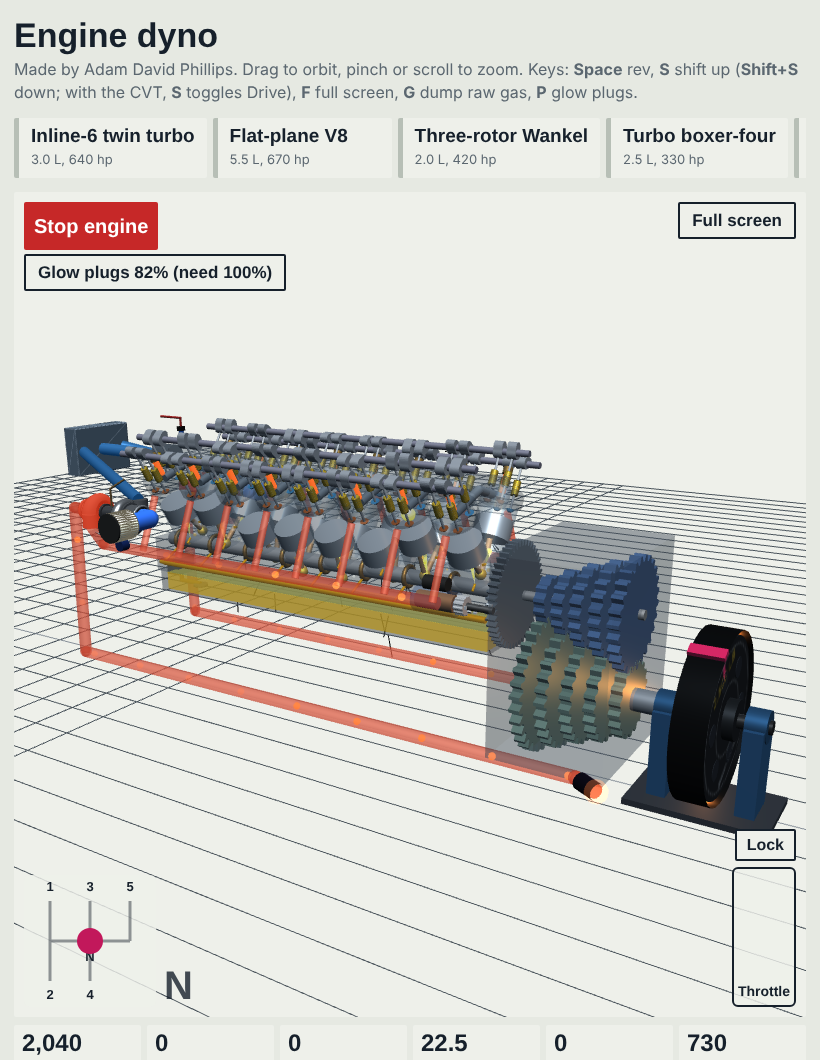 Engine dyno
Made by Adam David Phillips. Drag to orbit, pinch or scroll to zoom. Keys: Space rev, S shift up (Shift+S
down; with the CVT, S toggles Drive), F full screen, G dump raw gas, P glow plugs.
Inline-6 twin turbo
3.0 L, 640 hp
Flat-plane V8
5.5 L, 670 hp
Three-rotor Wankel
2.0 L, 420 hp
Turbo boxer-four
2.5 L, 330 hp
Stop engine
Full screen
Glow plugs 82% (need 100%)
Lock
Throttle
1 3 5
N
2 4
N
2,040 0 0 22.5 0 730